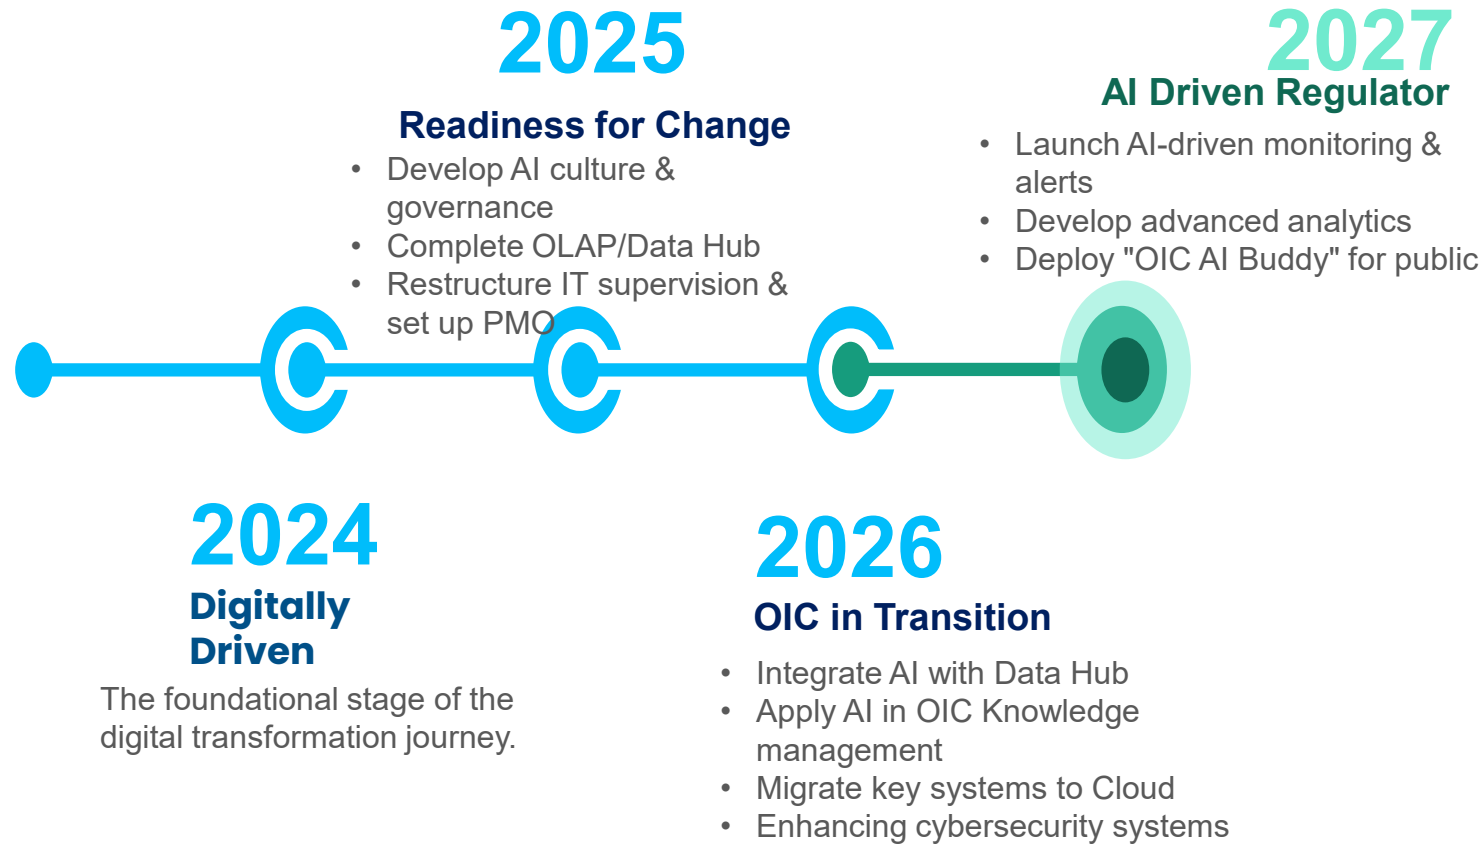 2025
Readiness for Change
• Develop AI culture &
governance
• Complete OLAP/Data Hub
• Restructure IT supervision &
set up PMO
2027
AI Driven Regulator
• Launch AI-driven monitoring &
alerts
• Develop advanced analytics
• Deploy "OIC AI Buddy" for public
2024
Digitally
Driven
The foundational stage of the
digital transformation journey.
2026
OIC in Transition
• Integrate AI with Data Hub
• Apply AI in OIC Knowledge
management
• Migrate key systems to Cloud
• Enhancing cybersecurity systems